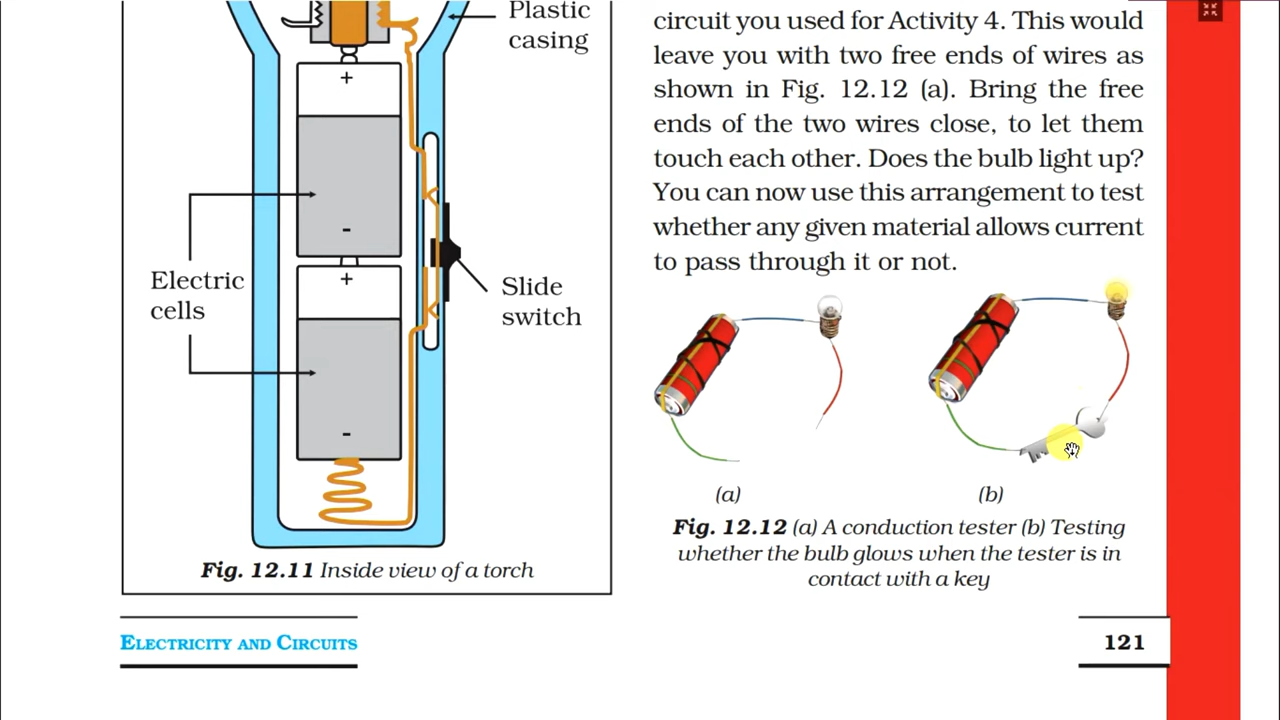 Plastic
casing
+
-
+
-
Electric
cells
Slide
switch
Fig. 12.11 Inside view of a torch
circuit you used for Activity 4. This would
leave you with two free ends of wires as
shown in Fig. 12.12 (a). Bring the free
ends of the two wires close, to let them
touch each other. Does the bulb light up?
You can now use this arrangement to test
whether any given material allows current
to pass through it or not.
(a)
(b)
Fig. 12.12 (a) A conduction tester (b) Testing
whether the bulb glows when the tester is in
contact with a key
ELECTRICITY AND CIRCUITS
121